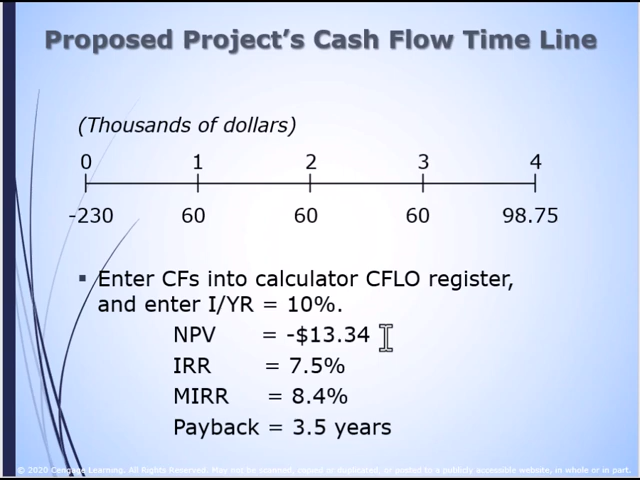 Proposed Project's Cash Flow Time Line
(Thousands of dollars)
0 1 2 3 4
-230 60 60 60 98.75
▪ Enter CFs into calculator CFLO register,
and enter I/YR = 10%.
NPV = -$13.34
IRR = 7.5%
MIRR = 8.4%
Payback = 3.5 years
© 2020 Cengage Learning. All Rights Reserved. May not be scanned, copied or duplicated, or posted to a publicly accessible website, in whole or in part.